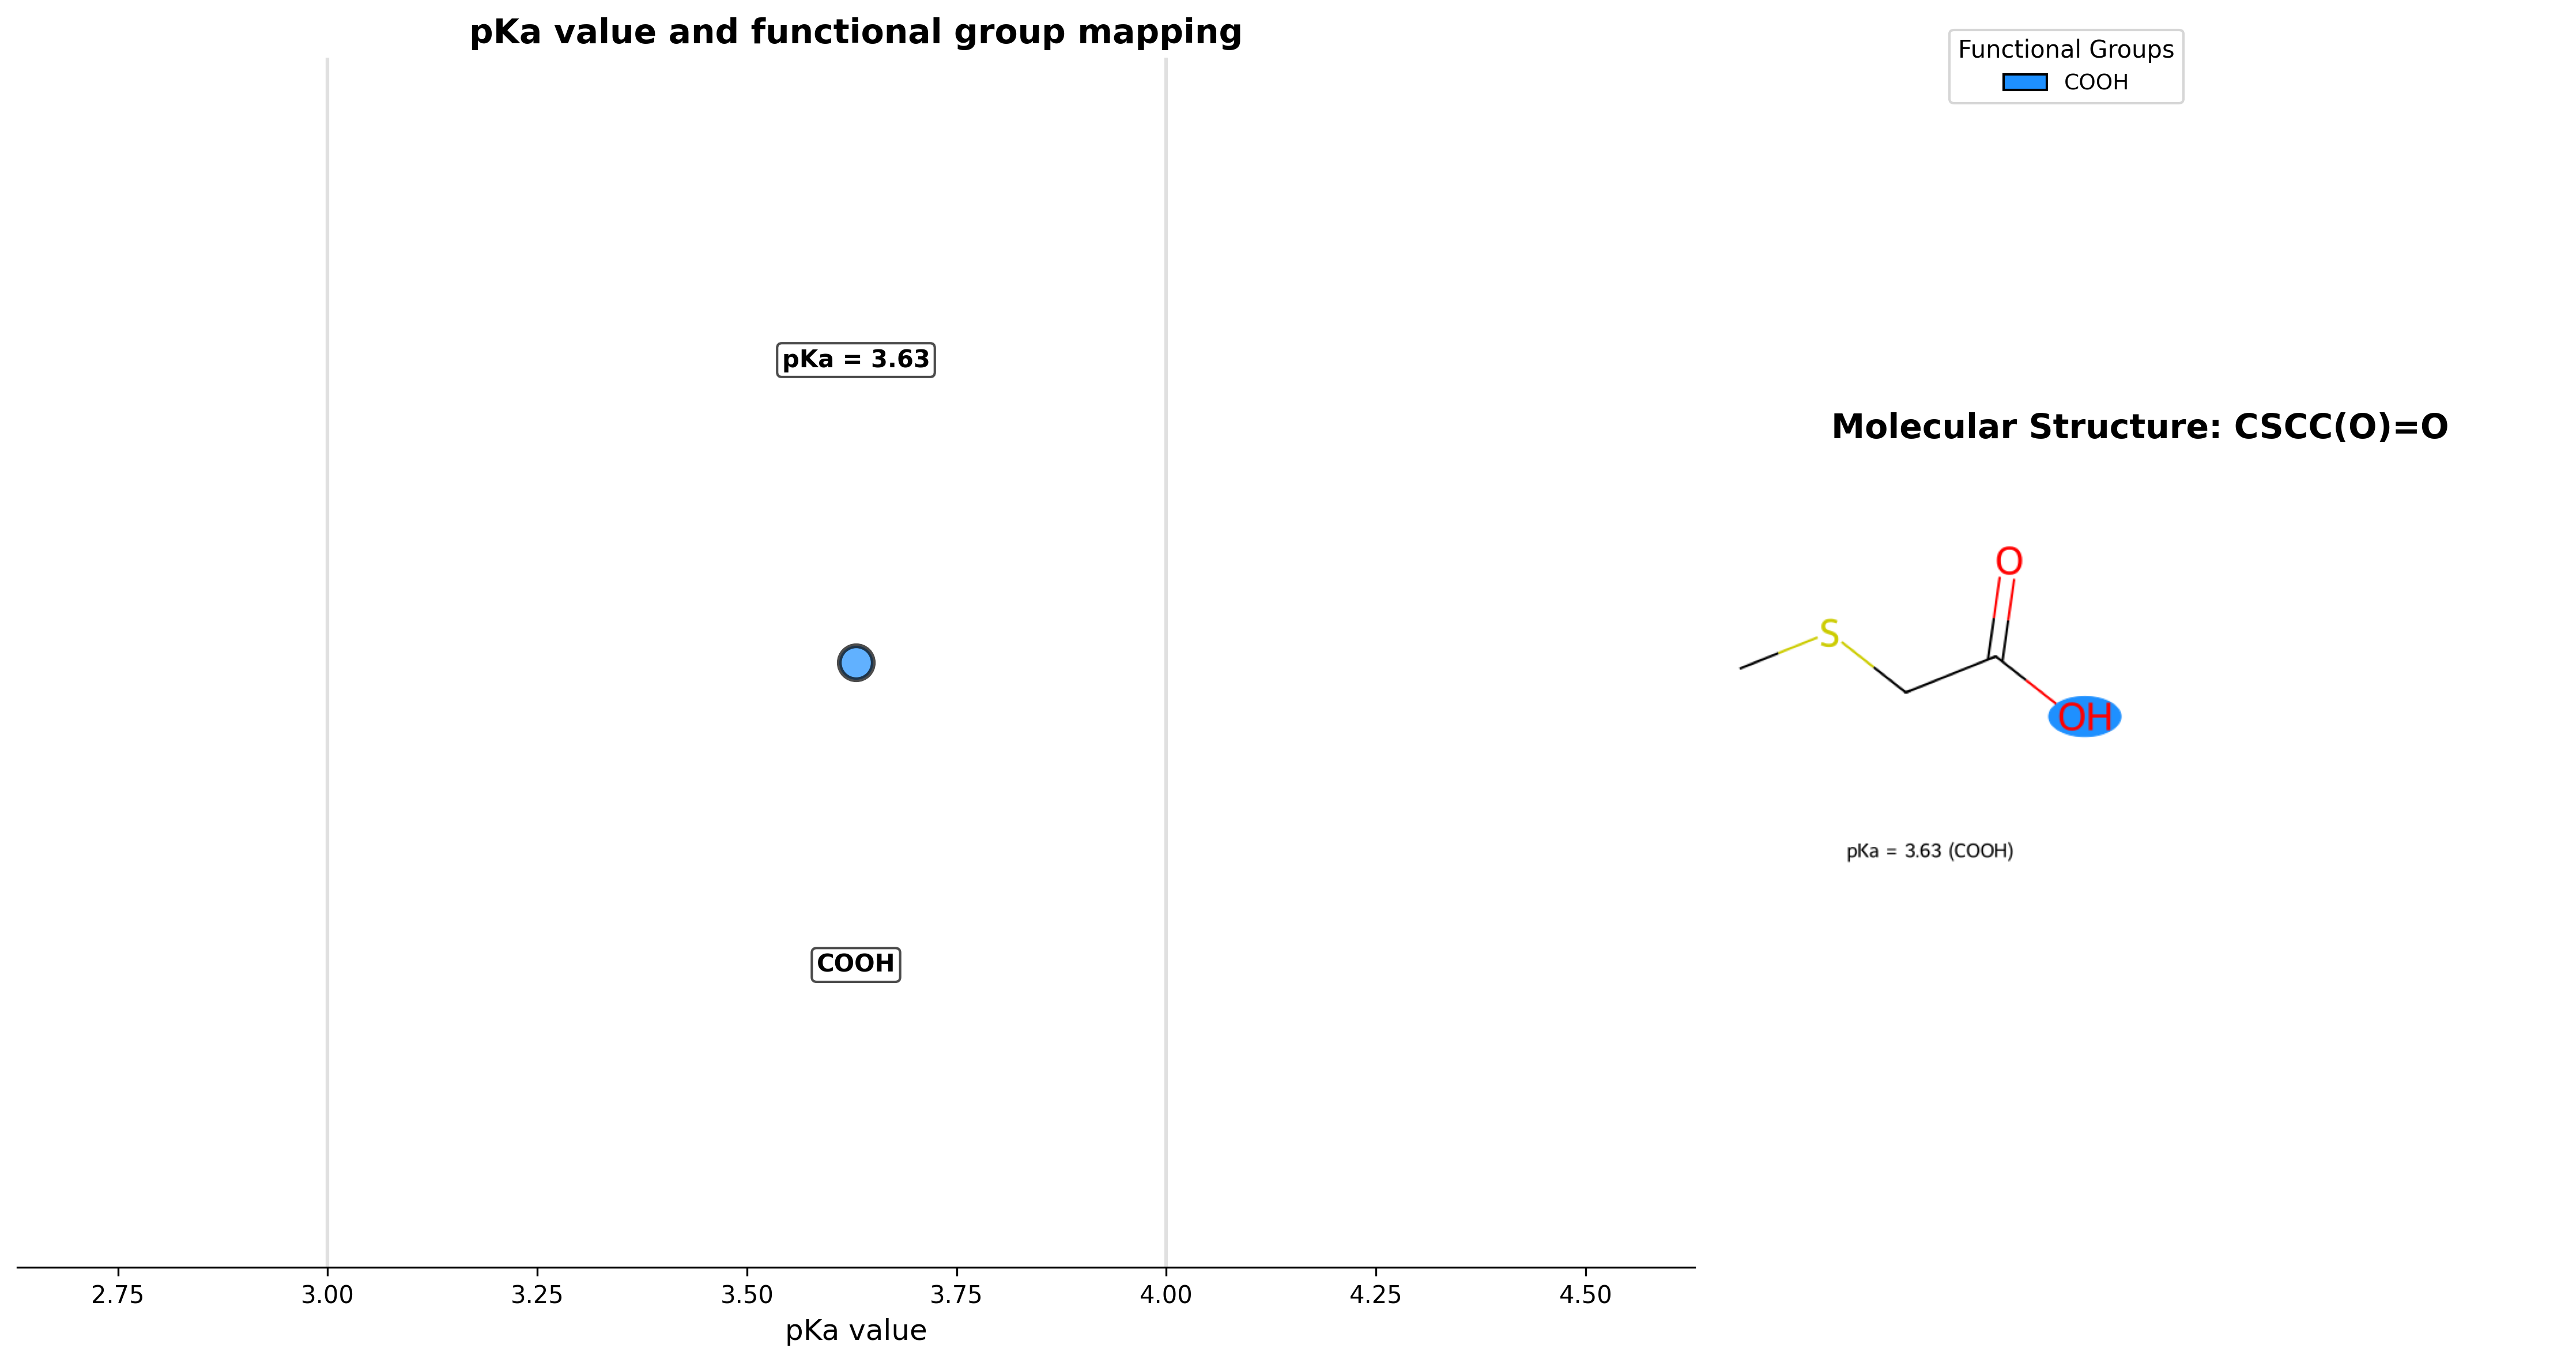 pKa value and functional group mapping
pKa = 3.63
COOH
2.75 3.00 3.25 3.50 3.75 4.00 4.25 4.50
pKa value
Functional Groups
COOH
Molecular Structure: CSCC(O)=O
O
S
OH
pKa = 3.63 (COOH)